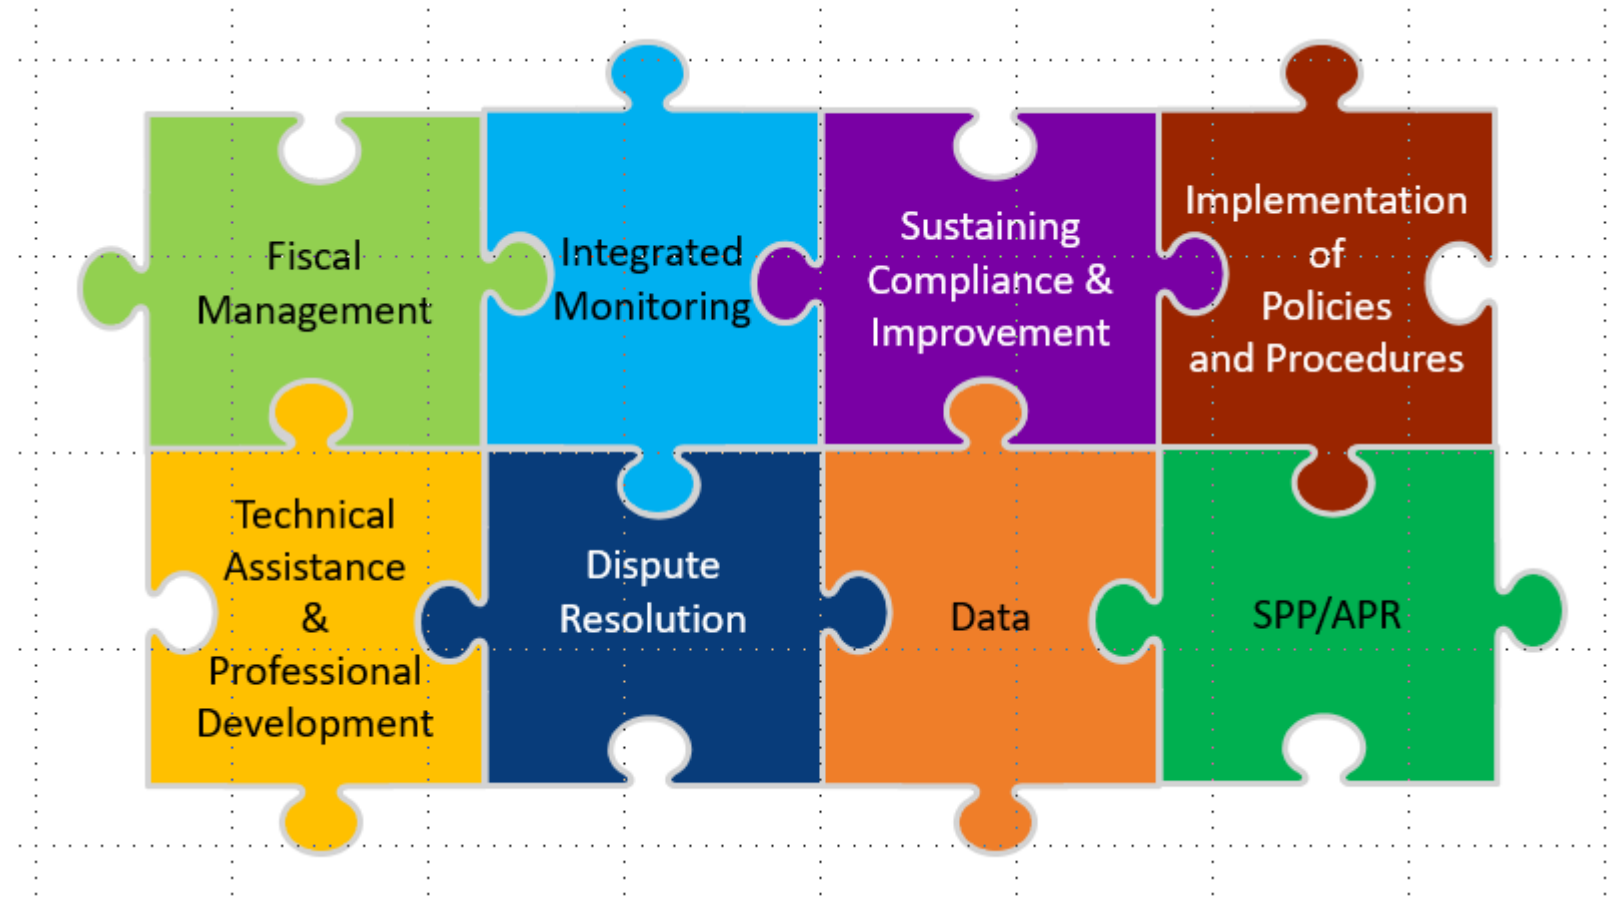 Fiscal
Management
Integrated
Monitoring
Sustaining
Compliance &
Improvement
Implementation
of
Policies
and Procedures
Technical
Assistance
&
Professional
Development
Dispute
Resolution
Data
SPP/APR